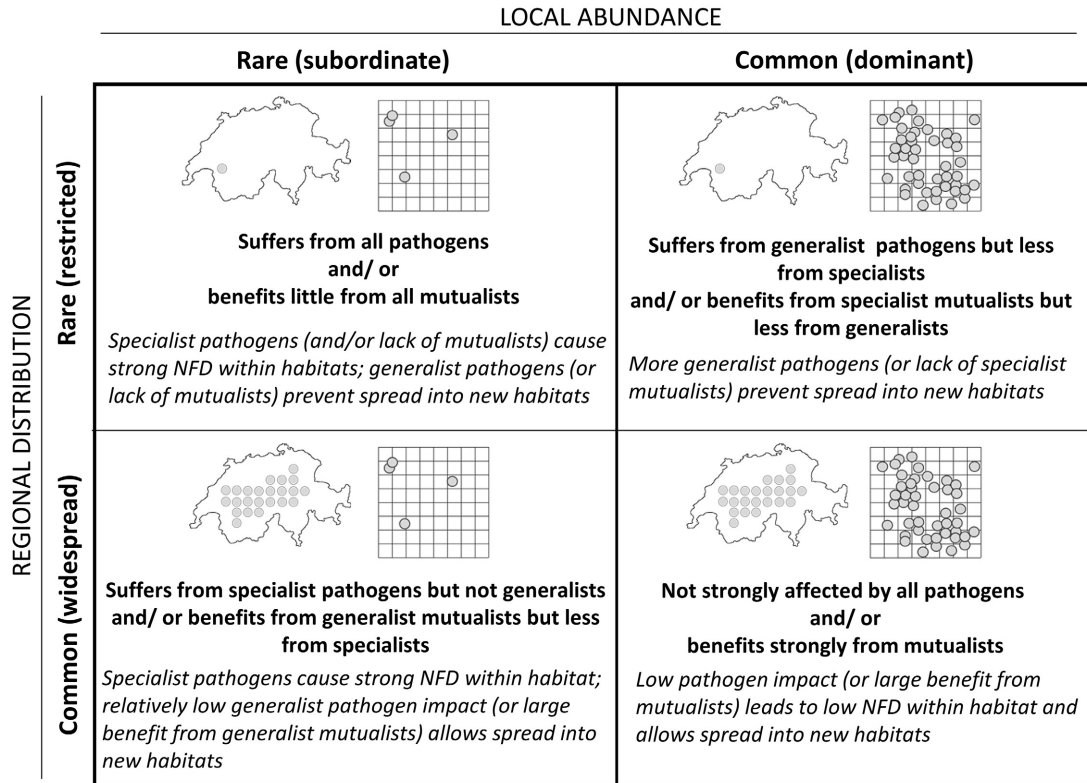 LOCAL ABUNDANCE
Rare (subordinate)
Common (dominant)
REGIONAL DISTRIBUTION
Rare (restricted)
Suffers from all pathogens
and/ or
benefits little from all mutualists
Specialist pathogens (and/or lack of mutualists) cause
strong NFD within habitats; generalist pathogens (or
lack of mutualists) prevent spread into new habitats
Suffers from generalist  pathogens but less
from specialists
and/ or benefits from specialist mutualists but
less from generalists
More generalist pathogens (or lack of specialist
mutualists) prevent spread into new habitats
Common (widespread)
Suffers from specialist pathogens but not generalists
and/ or benefits from generalist mutualists but less
from specialists
Specialist pathogens cause strong NFD within habitat;
relatively low generalist pathogen impact (or large
benefit from generalist mutualists) allows spread into
new habitats
Not strongly affected by all pathogens
and/ or
benefits strongly from mutualists
Low pathogen impact (or large benefit from
mutualists) leads to low NFD within habitat and
allows spread into new habitats